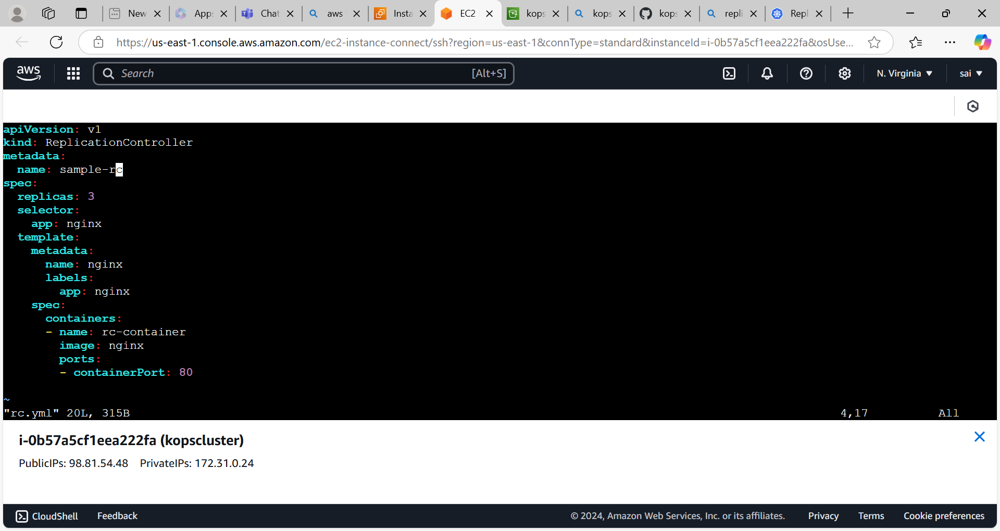 New
Apps
Chat
aws
Insta
EC2
kops
kops
kops
repli
Repl
https://us-east-1.console.aws.amazon.com/ec2-instance-connect/ssh?region=us-east-1&connType=standard&instanceId=i-0b57a5cf1eea222fa&osUse...
aws
Search
[Alt+S]
N. Virginia
sai
apiVersion: v1
kind: ReplicationController
metadata:
  name: sample-rc
spec:
  replicas: 3
  selector:
    app: nginx
  template:
    metadata:
      name: nginx
      labels:
        app: nginx
    spec:
      containers:
      - name: rc-container
        image: nginx
        ports:
        - containerPort: 80
~
"rc.yml" 20L, 315B 4,17 All
i-0b57a5cf1eea222fa (kopscluster)
PublicIPs: 98.81.54.48 PrivateIPs: 172.31.0.24
CloudShell Feedback © 2024, Amazon Web Services, Inc. or its affiliates. Privacy Terms Cookie preferences